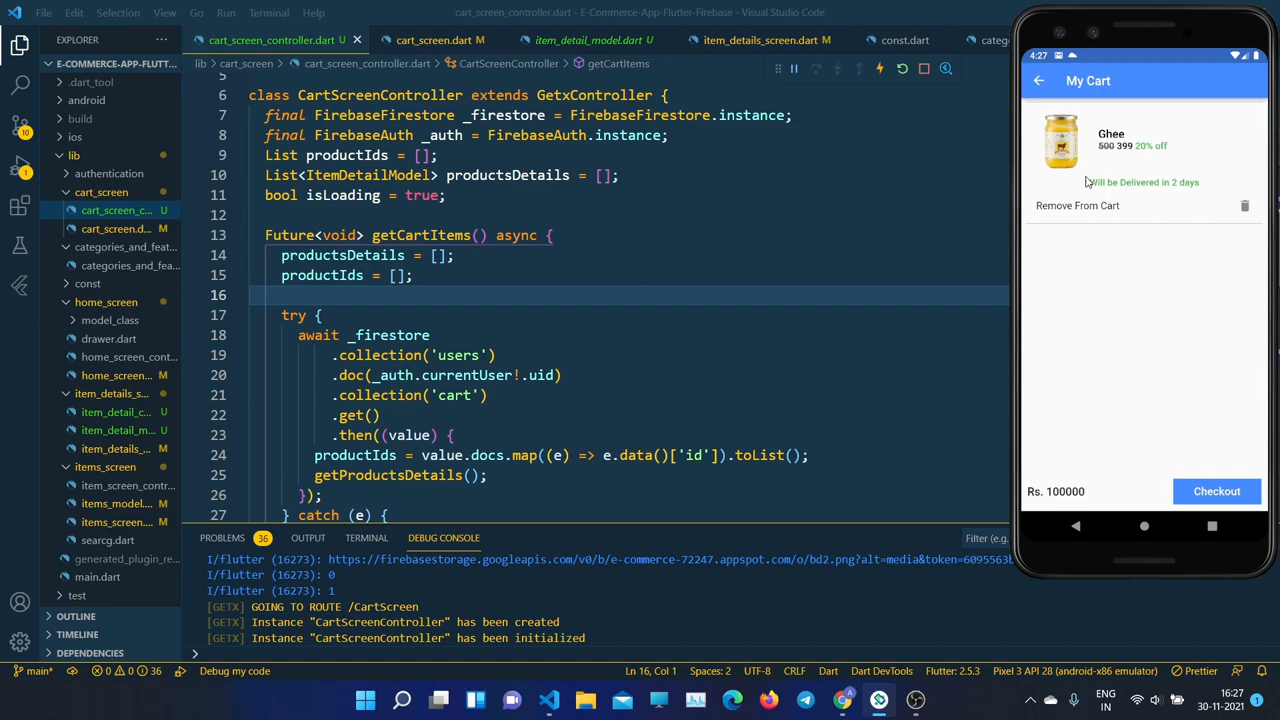 File Edit Selection View Go Run Terminal Help
cart_screen_controller.dart - E-Commerce-App-Flutter-Firebase - Visual Studio Code
EXPLORER
cart_screen_controller.dart U
cart_screen.dart M
item_detail_model.dart U
item_details_screen.dart M
const.dart
categ
lib > cart_screen > cart_screen_controller.dart > CartScreenController > getCartItems
E-COMMERCE-APP-FLUTT...
.dart_tool
android
build
ios
lib
authentication
cart_screen
cart_screen_c... U
cart_screen.d... M
categories_and_feat...
categories_and_fea...
const
home_screen
model_class
drawer.dart
home_screen_cont...
home_screen.... M
item_details_s...
item_detail_c... U
item_detail_m... U
item_details_... M
items_screen
item_screen_contr...
items_model.... M
items_screen.... M
searcg.dart
generated_plugin_re...
main.dart
test
OUTLINE
TIMELINE
DEPENDENCIES
10
1
5
6 class CartScreenController extends GetxController {
7 final FirebaseFirestore _firestore = FirebaseFirestore.instance;
8 final FirebaseAuth _auth = FirebaseAuth.instance;
9 List productIds = [];
10 List<ItemDetailModel> productsDetails = [];
11 bool isLoading = true;
12
13 Future<void> getCartItems() async {
14 productsDetails = [];
15 productIds = [];
16
17 try {
18 await _firestore
19 .collection('users')
20 .doc(_auth.currentUser!.uid)
21 .collection('cart')
22 .get()
23 .then((value) {
24 productIds = value.docs.map((e) => e.data()['id']).toList();
25 getProductsDetails();
26 });
27 } catch (e) {
PROBLEMS 36 OUTPUT TERMINAL DEBUG CONSOLE
Filter (e.g.
I/flutter (16273): https://firebasestorage.googleapis.com/v0/b/e-commerce-72247.appspot.com/o/bd2.png?alt=media&token=6095563b
I/flutter (16273): 0
I/flutter (16273): 1
[GETX] GOING TO ROUTE /CartScreen
[GETX] Instance "CartScreenController" has been created
[GETX] Instance "CartScreenController" has been initialized
4:27
My Cart
Ghee
500 399 20% off
Will be Delivered in 2 days
Remove From Cart
Rs. 100000
Checkout
main* 0 0 36 Debug my code
Ln 16, Col 1 Spaces: 2 UTF-8 CRLF Dart Dart DevTools Flutter: 2.5.3 Pixel 3 API 28 (android-x86 emulator) Prettier
ENG
IN
16:27
30-11-2021
1